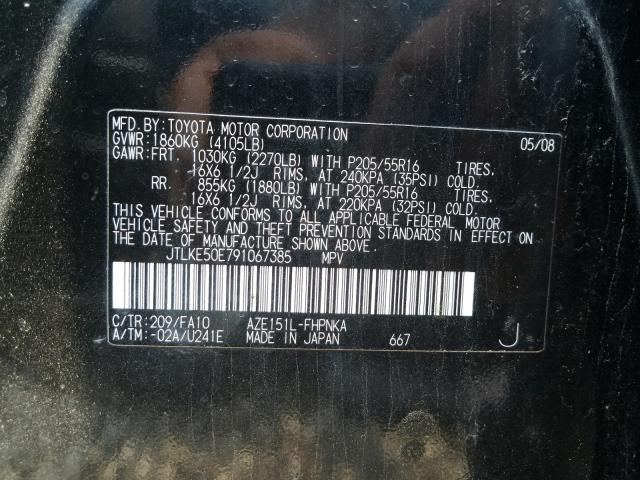 MFD.BY:TOYOTA MOTOR CORPORATION 05/08
GVWR:1860KG (4105LB)
GAWR:FRT. 1030KG (2270LB) WITH P205/55R16 TIRES.
16X6 1/2J RIMS. AT 240KPA (35PSI) COLD.
RR. 855KG (1880LB) WITH P205/55R16 TIRES.
16X6 1/2J RIMS. AT 220KPA (32PSI) COLD.
THIS VEHICLE CONFORMS TO ALL APPLICABLE FEDERAL MOTOR
VEHICLE SAFETY AND THEFT PREVENTION STANDARDS IN EFFECT ON
THE DATE OF MANUFACTURE SHOWN ABOVE.
JTLKE50E791067385 MPV
C/TR:209/FA10 AZE151L-FHPNKA
A/TM:-02A/U241E MADE IN JAPAN 667 J